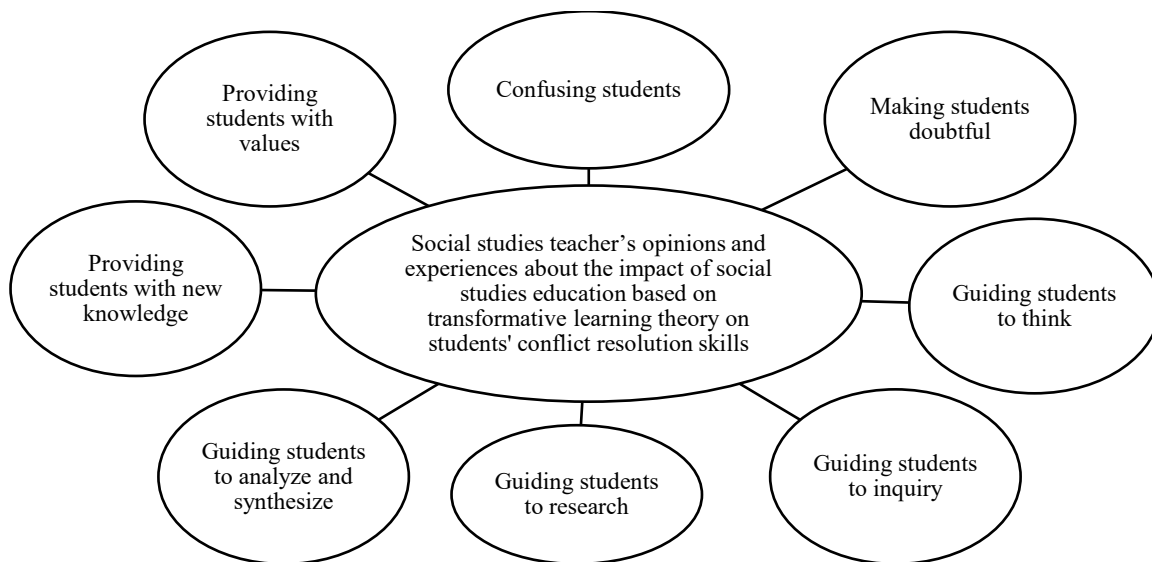 Confusing students
Providing
students with
values
Making students
doubtful
Providing
students with new
knowledge
Social studies teacher’s opinions and
experiences about the impact of social
studies education based on
transformative learning theory on
students' conflict resolution skills
Guiding students
to think
Guiding students
to analyze and
synthesize
Guiding students
to research
Guiding students
to inquiry